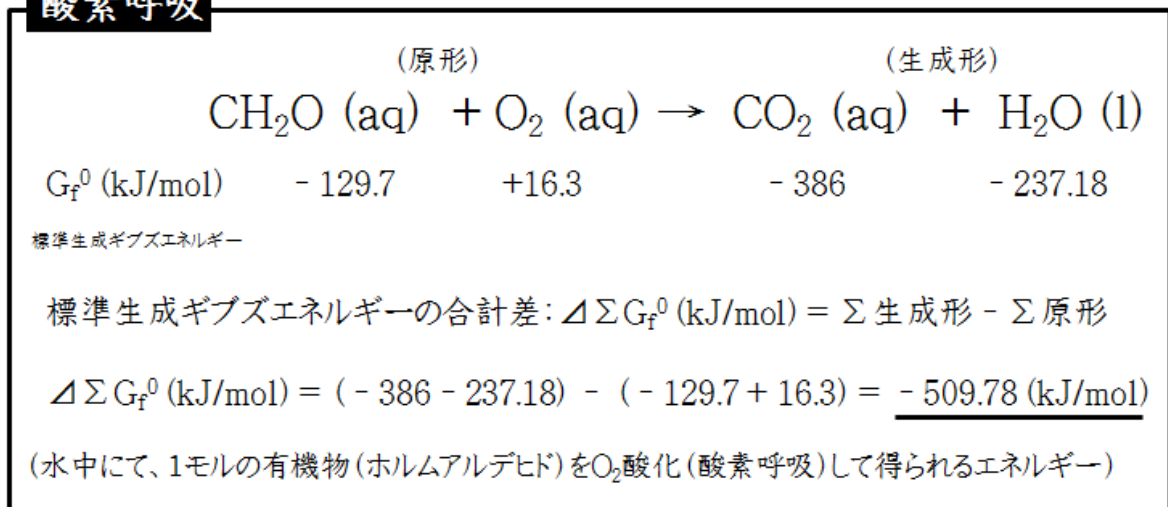 酸素呼吸
(原形) (生成形)
CH₂O (aq) + O₂ (aq) → CO₂ (aq) + H₂O (l)
G_f⁰ (kJ/mol) - 129.7 +16.3 - 386 - 237.18
標準生成ギブズエネルギー
標準生成ギブズエネルギーの合計差: ⊿ΣG_f⁰ (kJ/mol) = Σ生成形 - Σ原形
⊿ΣG_f⁰ (kJ/mol) = ( - 386 - 237.18) - ( - 129.7 + 16.3) = - 509.78 (kJ/mol)
(水中にて、1モルの有機物(ホルムアルデヒド)をO₂酸化(酸素呼吸)して得られるエネルギー)